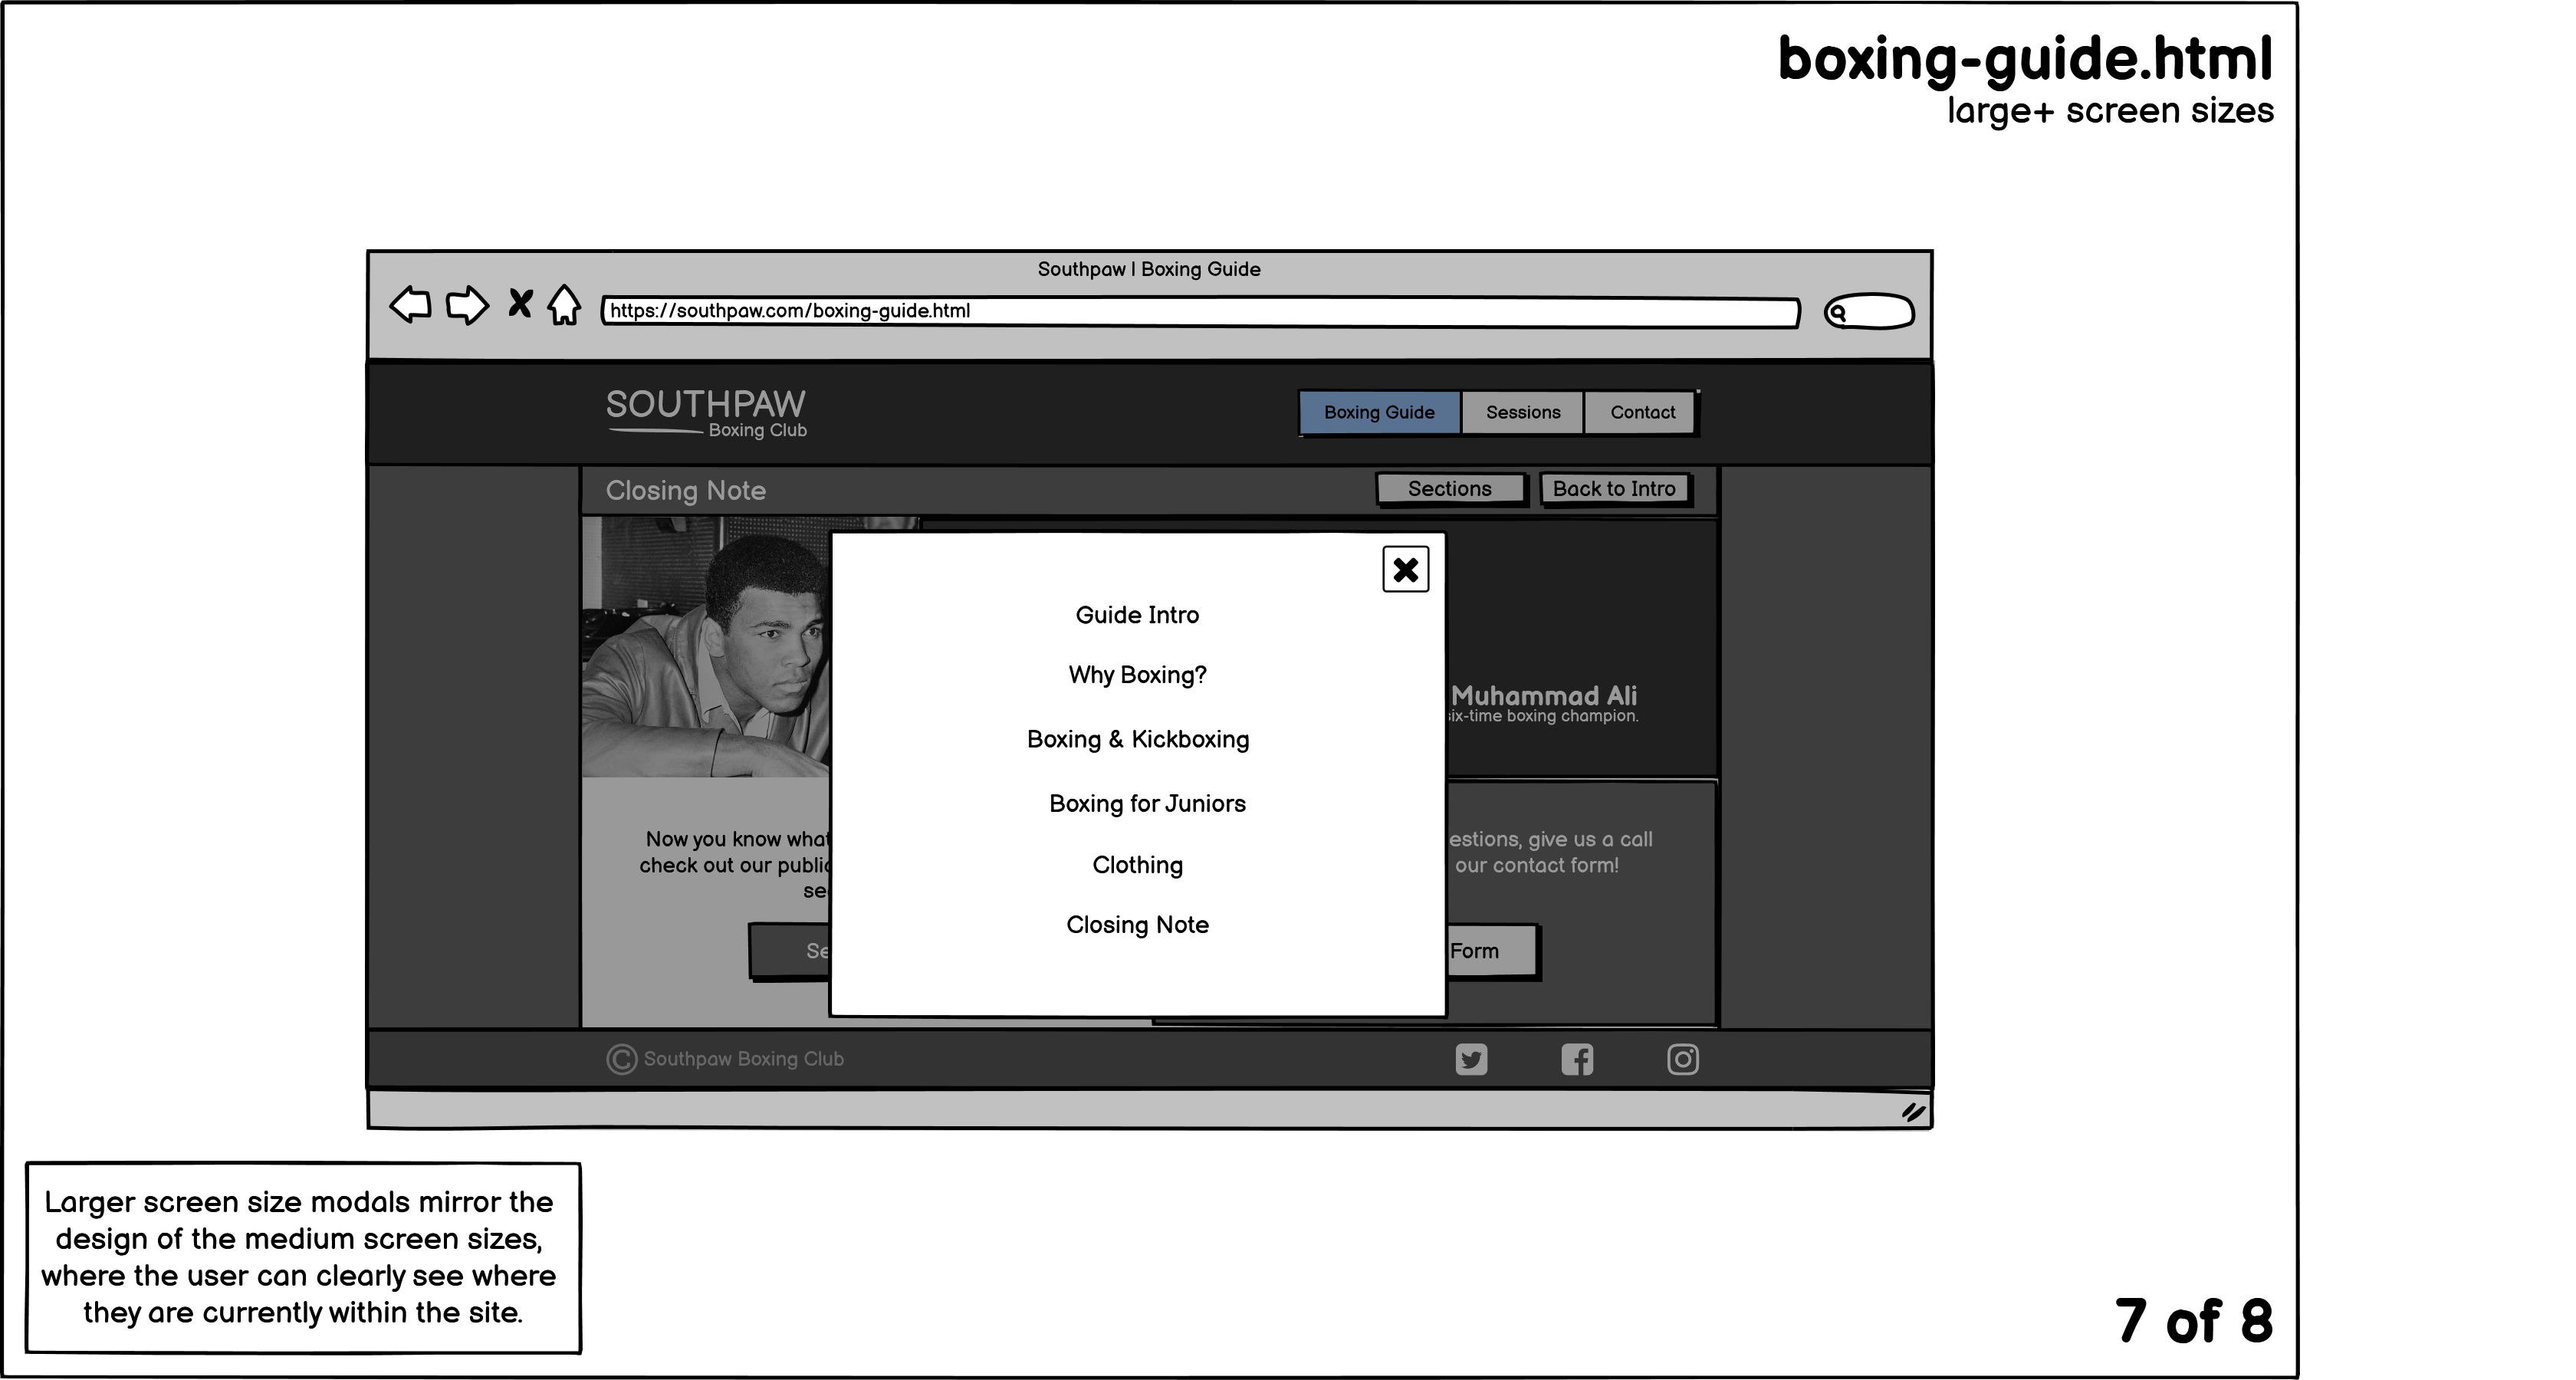 boxing-guide.html
large+ screen sizes
Southpaw | Boxing Guide
https://southpaw.com/boxing-guide.html
SOUTHPAW
Boxing Club
Boxing Guide
Sessions
Contact
Closing Note
Sections
Back to Intro
Guide Intro
Why Boxing?
Boxing & Kickboxing
Boxing for Juniors
Clothing
Closing Note
Muhammad Ali
six-time boxing champion.
Now you know what
check out our public
estions, give us a call
our contact form!
Form
© Southpaw Boxing Club
Larger screen size modals mirror the
design of the medium screen sizes,
where the user can clearly see where
they are currently within the site.
7 of 8